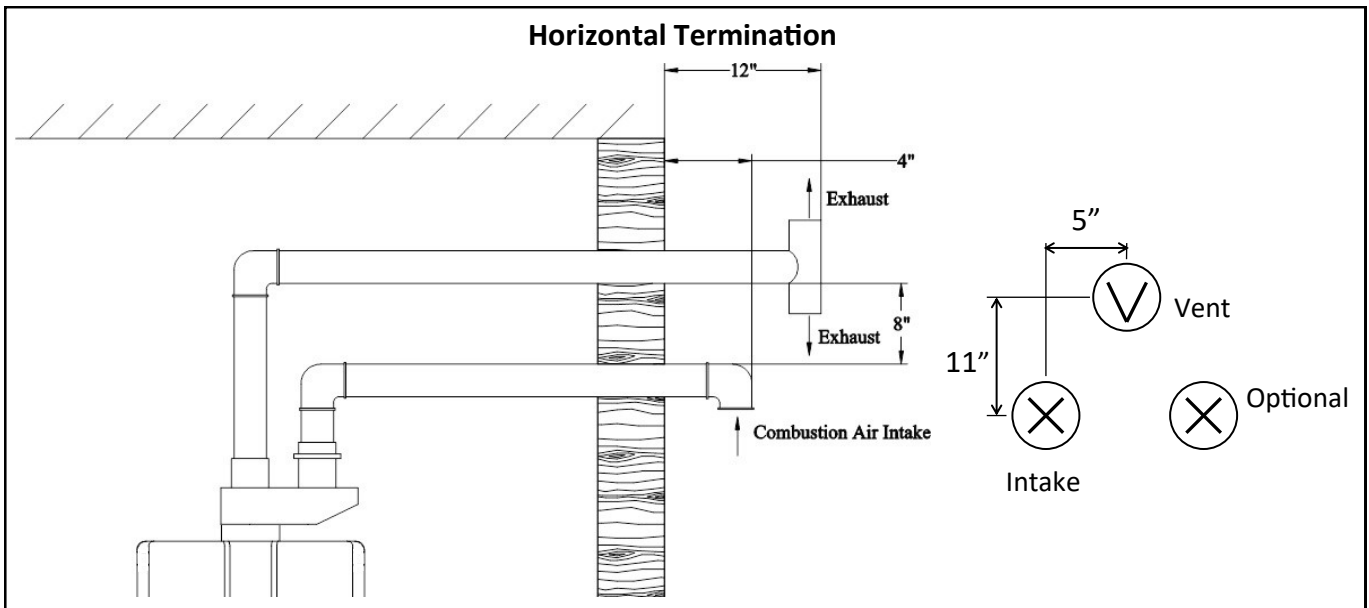 Horizontal Termination
12"
4"
Exhaust
8"
Exhaust
Combustion Air Intake
5”
V
Vent
11”
X
X
Optional
Intake